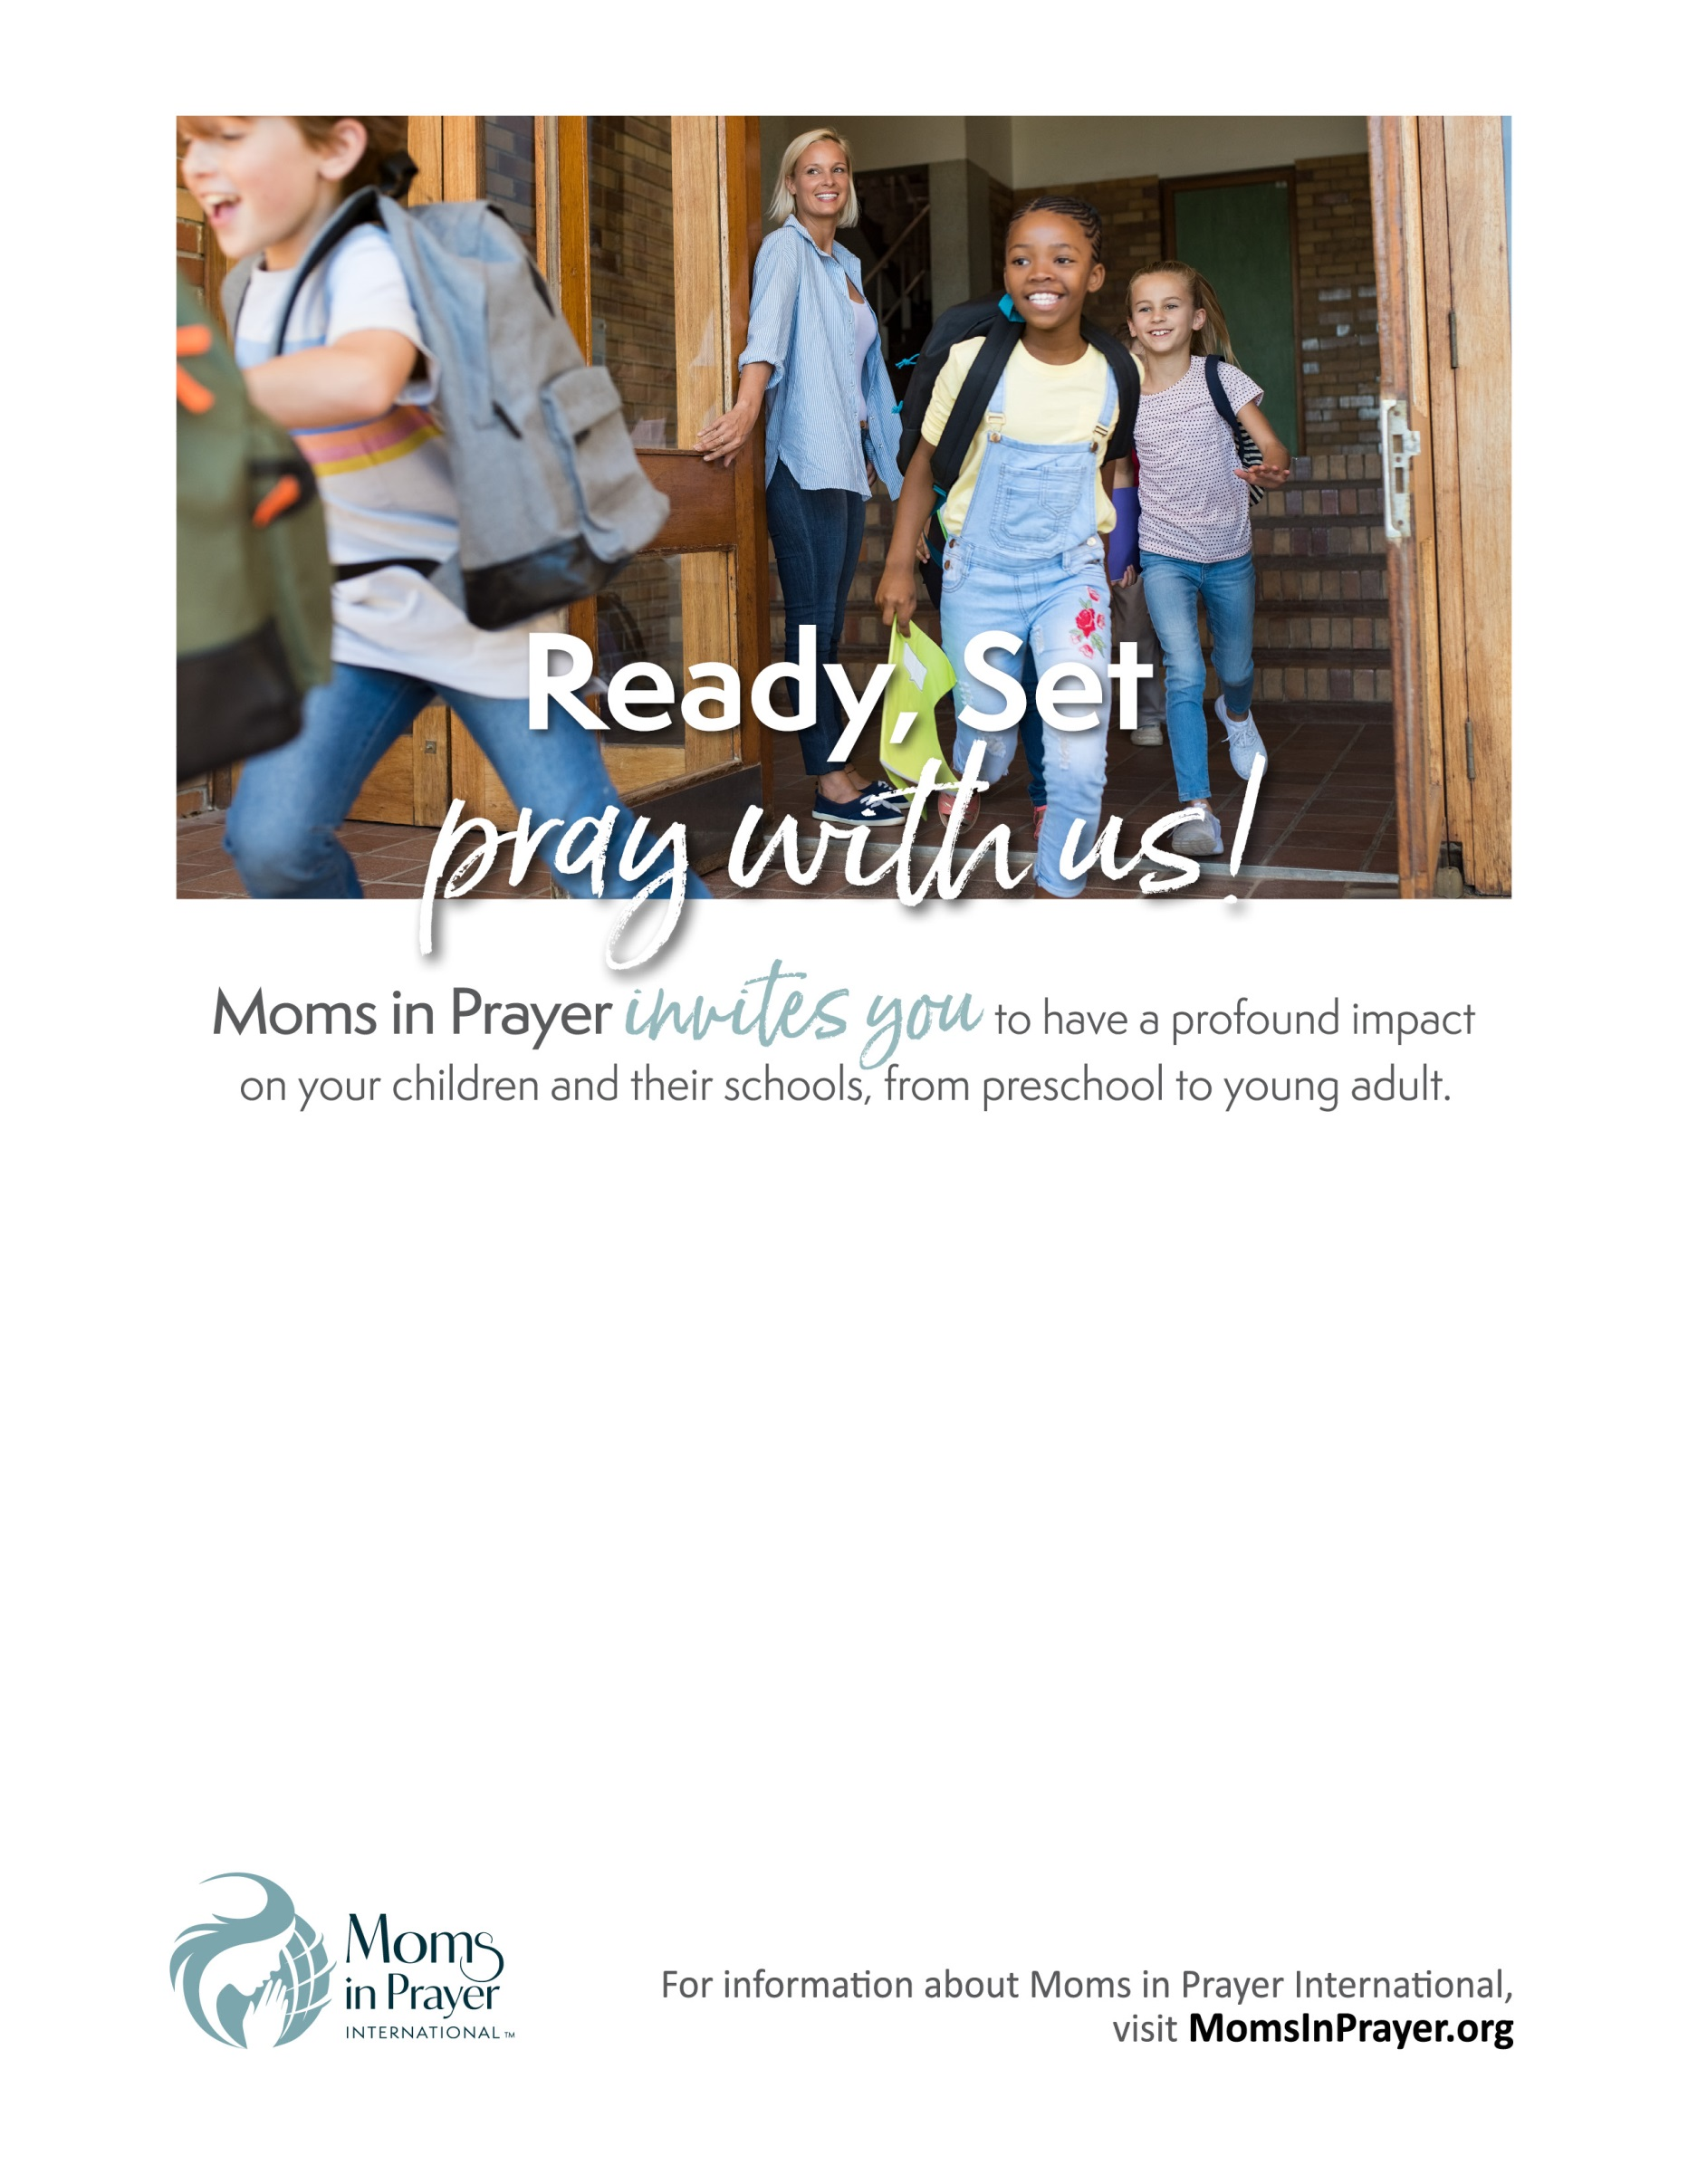 Ready, Set
pray with us!
Moms in Prayer invites you to have a profound impact
on your children and their schools, from preschool to young adult.
Moms
in Prayer
INTERNATIONAL™
For information about Moms in Prayer International,
visit MomsInPrayer.org